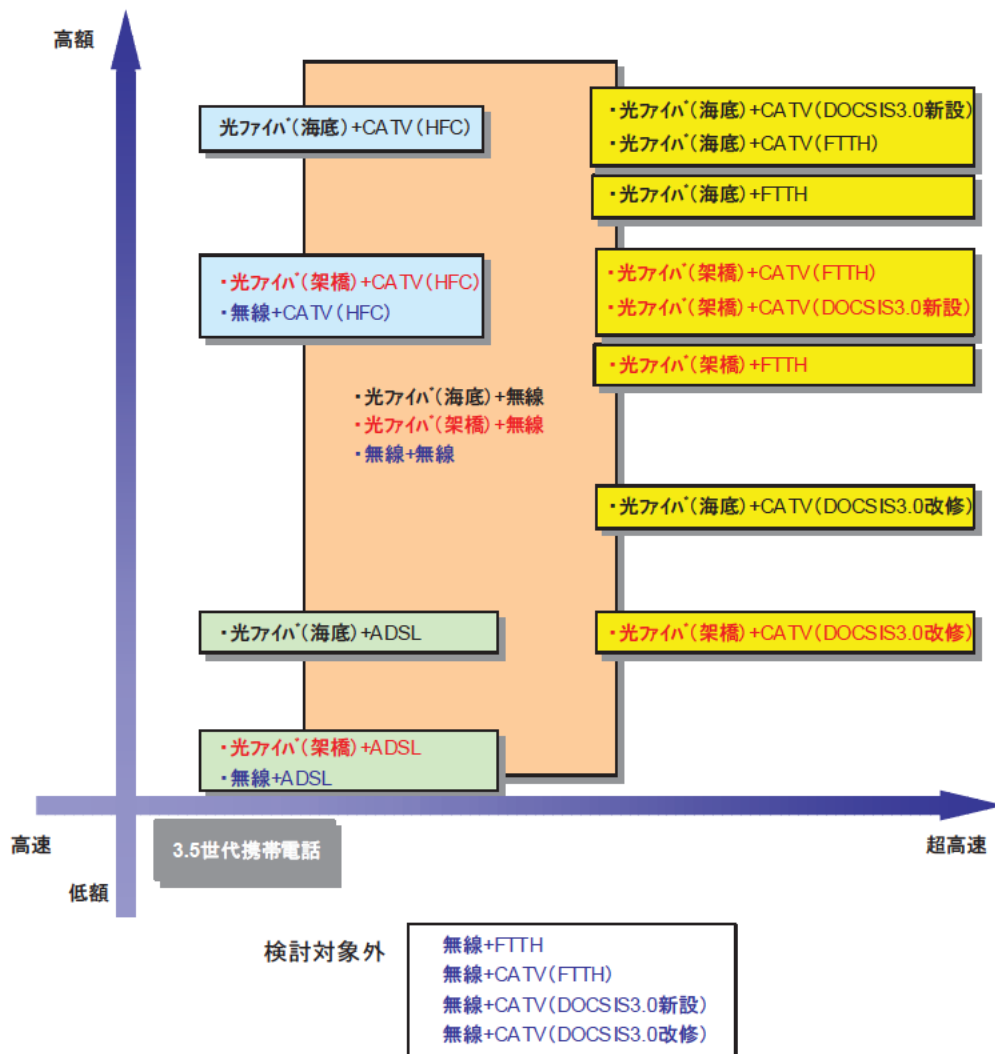 高額
光ファイバ(海底)+CATV(HFC)
・光ファイバ(海底)+CATV(DOCSIS3.0新設)
・光ファイバ(海底)+CATV(FTTH)
・光ファイバ(海底)+FTTH
・光ファイバ(架橋)+CATV(HFC)
・無線+CATV(HFC)
・光ファイバ(架橋)+CATV(FTTH)
・光ファイバ(架橋)+CATV(DOCSIS3.0新設)
・光ファイバ(架橋)+FTTH
・光ファイバ(海底)+無線
・光ファイバ(架橋)+無線
・無線+無線
・光ファイバ(海底)+CATV(DOCSIS3.0改修)
・光ファイバ(海底)+ADSL
・光ファイバ(架橋)+CATV(DOCSIS3.0改修)
・光ファイバ(架橋)+ADSL
・無線+ADSL
高速
3.5世代携帯電話
超高速
低額
検討対象外
無線+FTTH
無線+CATV(FTTH)
無線+CATV(DOCSIS3.0新設)
無線+CATV(DOCSIS3.0改修)